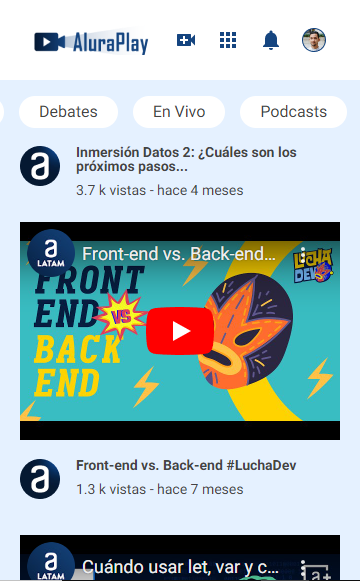 AluraPlay
Debates
En Vivo
Podcasts
a
Inmersión Datos 2: ¿Cuáles son los
próximos pasos...
3.7 k vistas - hace 4 meses
a
LATAM
Front-end vs. Back-end...
LUCHA
DEV
FRONT
END
VS
BACK
END
a
Front-end vs. Back-end #LuchaDev
1.3 k vistas - hace 7 meses
a
LATAM
Cuándo usar let, var y c...
a+